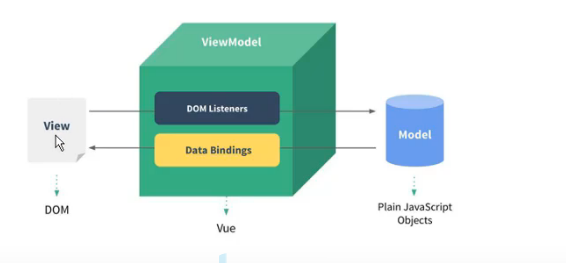 ViewModel
DOM Listeners
View
Model
Data Bindings
DOM
Plain JavaScript
Objects
Vue